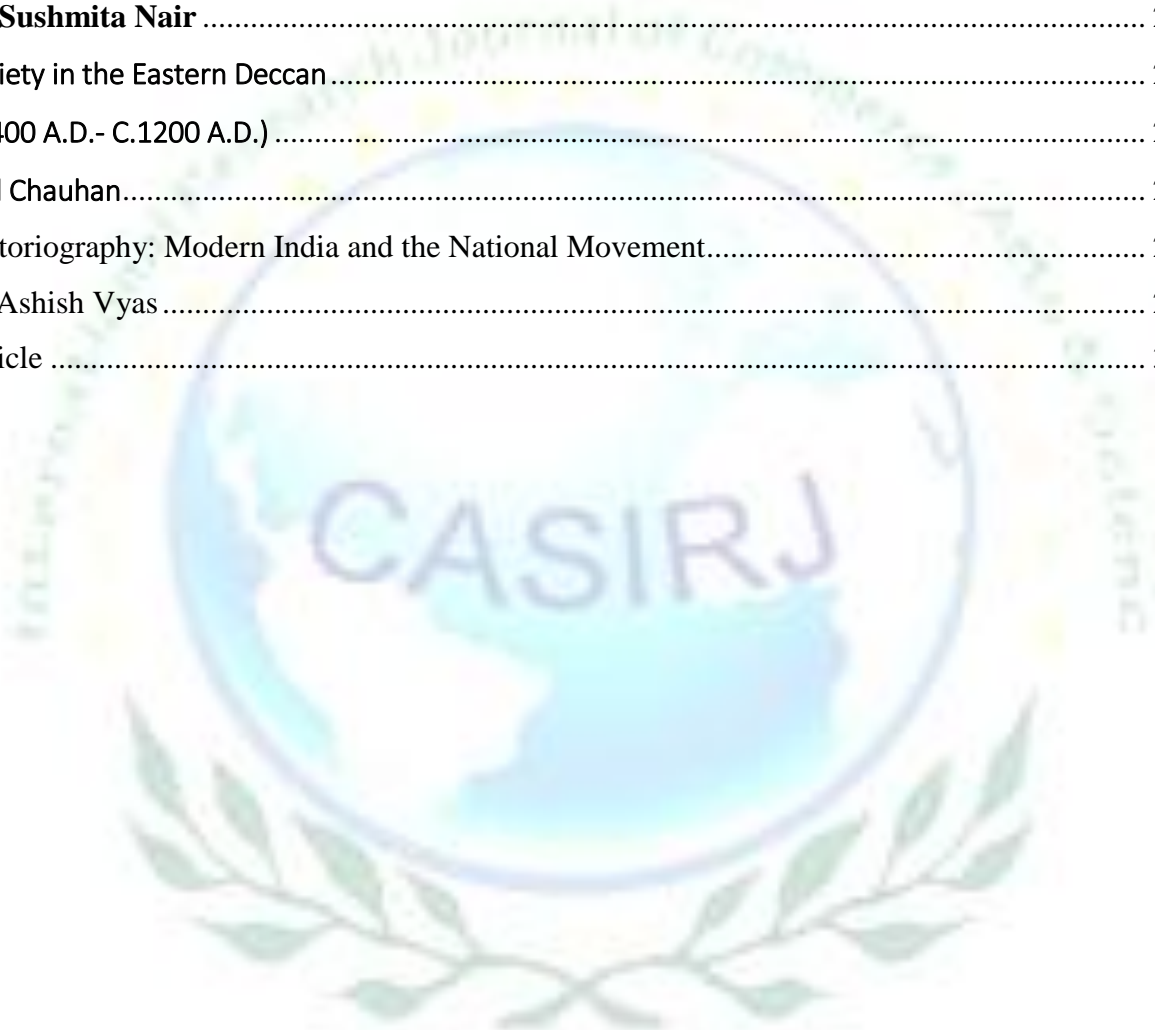 Sushmita Nair
iety in the Eastern Deccan
400 A.D.- C.1200 A.D.)
Chauhan
toriography: Modern India and the National Movement
Ashish Vyas
icle
CASIRJ